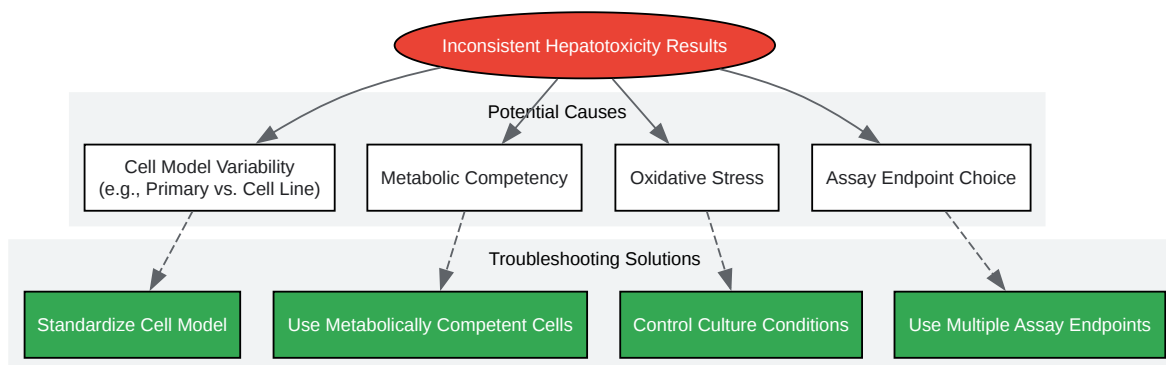 Inconsistent Hepatotoxicity Results
Potential Causes
Cell Model Variability
(e.g., Primary vs. Cell Line)
Metabolic Competency
Oxidative Stress
Assay Endpoint Choice
Troubleshooting Solutions
Standardize Cell Model
Use Metabolically Competent Cells
Control Culture Conditions
Use Multiple Assay Endpoints